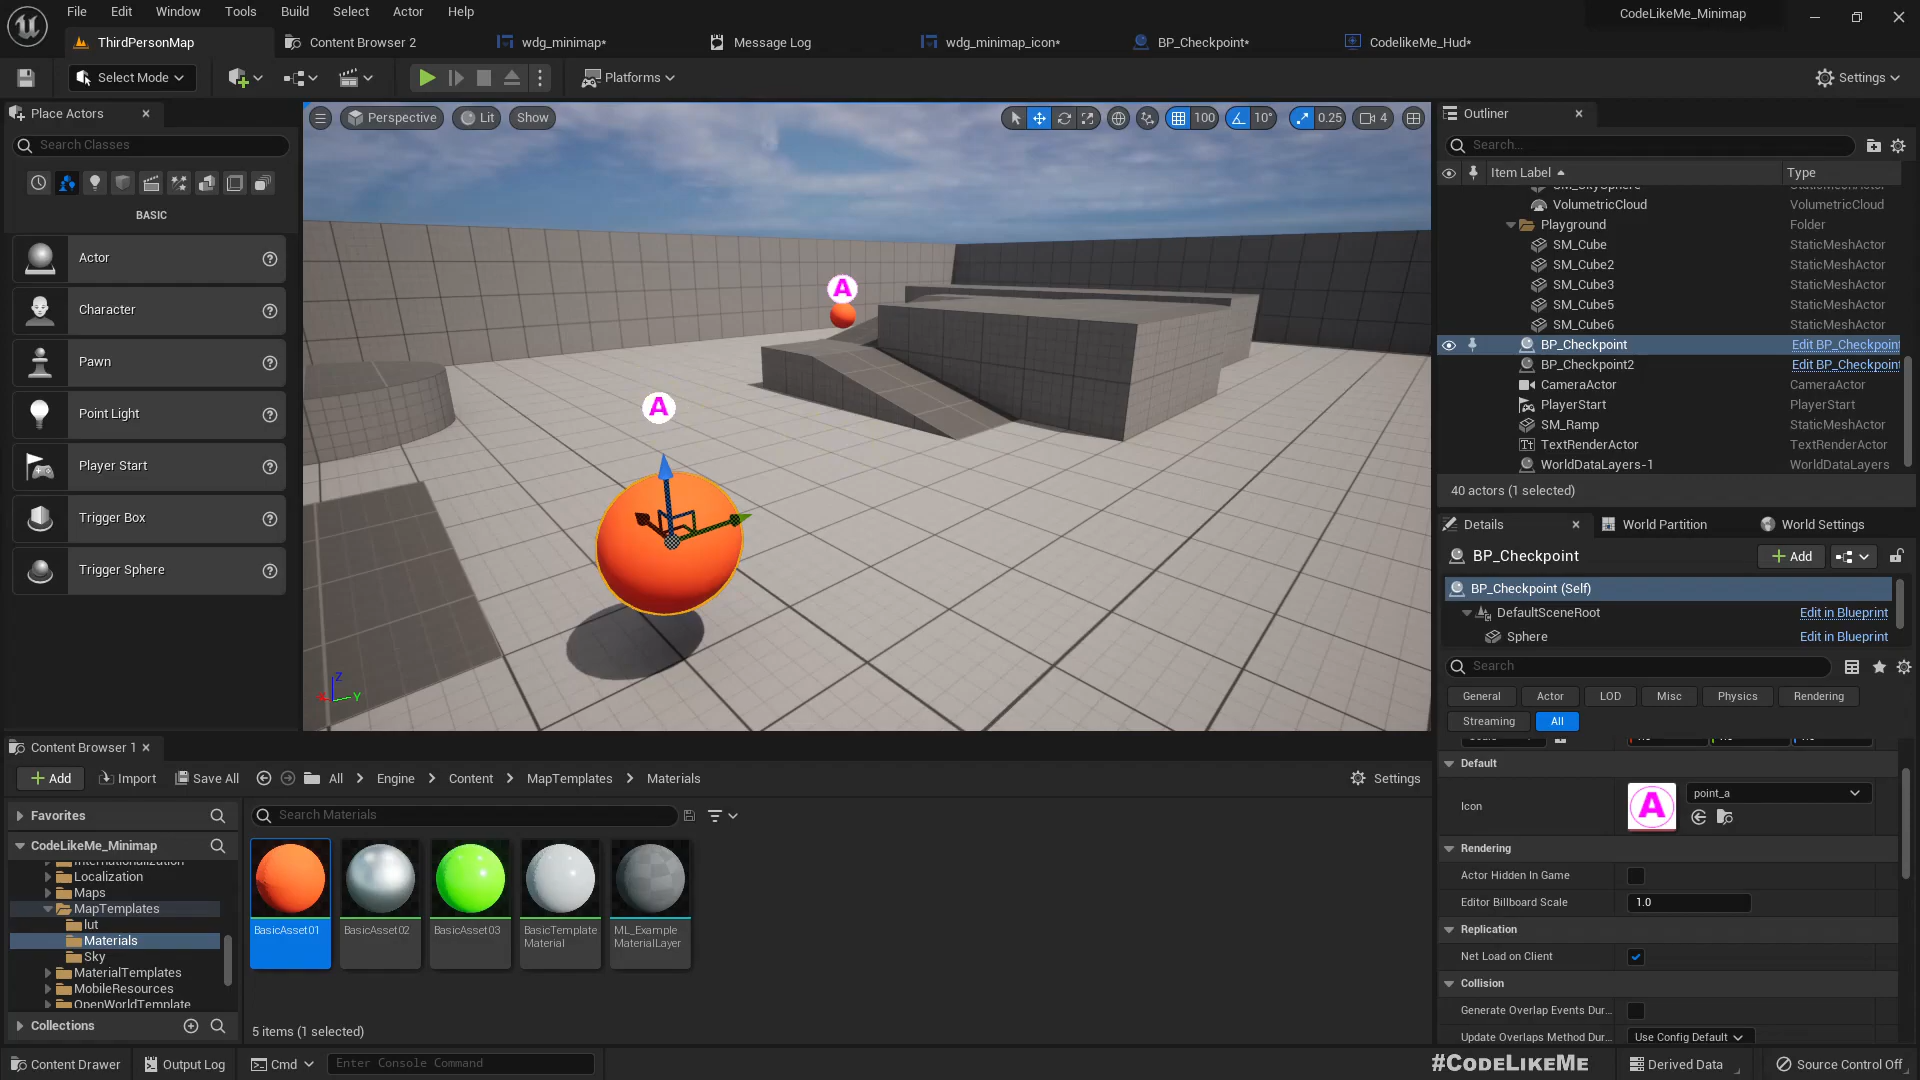 File Edit Window Tools Build Select Actor Help
CodeLikeMe_Minimap
ThirdPersonMap
Content Browser 2
wdg_minimap*
Message Log
wdg_minimap_icon*
BP_Checkpoint*
CodelikeMe_Hud*
Select Mode
Platforms
Settings
Place Actors
Search Classes
BASIC
Actor
Character
Pawn
Point Light
Player Start
Trigger Box
Trigger Sphere
Perspective
Lit
Show
100
10°
0.25
4
A
A
Z
Y
Outliner
Search...
Item Label
Type
VolumetricCloud VolumetricCloud
Playground Folder
SM_Cube StaticMeshActor
SM_Cube2 StaticMeshActor
SM_Cube3 StaticMeshActor
SM_Cube5 StaticMeshActor
SM_Cube6 StaticMeshActor
BP_Checkpoint Edit BP_Checkpoint
BP_Checkpoint2 Edit BP_Checkpoint
CameraActor CameraActor
PlayerStart PlayerStart
SM_Ramp StaticMeshActor
TextRenderActor TextRenderActor
WorldDataLayers-1 WorldDataLayers
40 actors (1 selected)
Details
World Partition
World Settings
BP_Checkpoint
Add
BP_Checkpoint (Self)
DefaultSceneRoot Edit in Blueprint
Sphere Edit in Blueprint
Search
General Actor LOD Misc Physics Rendering
Streaming All
Default
Icon
A
point_a
Rendering
Actor Hidden In Game
Editor Billboard Scale 1.0
Replication
Net Load on Client
Collision
Generate Overlap Events Dur...
Update Overlaps Method Dur... Use Config Default
Content Browser 1
Add
Import
Save All
All > Engine > Content > MapTemplates > Materials
Settings
Favorites
Search Materials
CodeLikeMe_Minimap
Internationalization
Localization
Maps
MapTemplates
lut
Materials
Sky
MaterialTemplates
MobileResources
OpenWorldTemplate
Collections
BasicAsset01
BasicAsset02
BasicAsset03
BasicTemplate
Material
ML_Example
MaterialLayer
5 items (1 selected)
Content Drawer
Output Log
Cmd
Enter Console Command
#CODELIKEME
Derived Data
Source Control Off